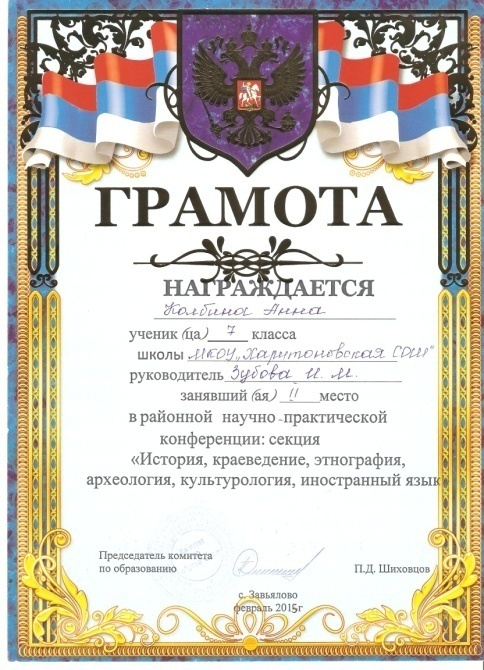 ГРАМОТА
НАГРАЖДАЕТСЯ
Колбина Анна
ученик (ца) 7 класса
школы МКОУ „Харитоновская СОШ"
руководитель Зубова И. М.
занявший (ая) II место
в районной научно-практической
конференции: секция
«История, краеведение, этнография,
археология, культурология, иностранный язык
Председатель комитета
по образованию
П.Д. Шиховцов
с. Завьялово
февраль 2015г